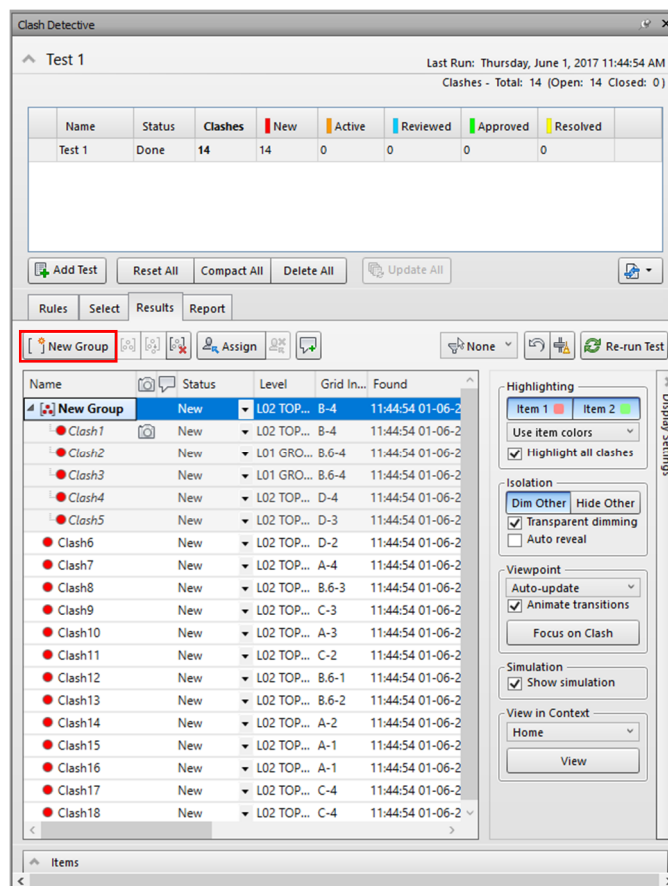 Clash Detective
Test 1
Last Run: Thursday, June 1, 2017 11:44:54 AM
Clashes - Total: 14 (Open: 14 Closed: 0)
Name Status Clashes New Active Reviewed Approved Resolved
Test 1 Done 14 14 0 0 0 0
Add Test Reset All Compact All Delete All Update All
Rules Select Results Report
New Group Assign None Re-run Test
Name Status Level Grid In... Found
New Group New L02 TOP... B-4 11:44:54 01-06-2
Clash1 New L02 TOP... B-4 11:44:54 01-06-2
Clash2 New L01 GRO... B.6-4 11:44:54 01-06-2
Clash3 New L01 GRO... B.6-4 11:44:54 01-06-2
Clash4 New L02 TOP... D-4 11:44:54 01-06-2
Clash5 New L02 TOP... D-3 11:44:54 01-06-2
Clash6 New L02 TOP... D-2 11:44:54 01-06-2
Clash7 New L02 TOP... A-4 11:44:54 01-06-2
Clash8 New L02 TOP... B.6-3 11:44:54 01-06-2
Clash9 New L02 TOP... C-3 11:44:54 01-06-2
Clash10 New L02 TOP... A-3 11:44:54 01-06-2
Clash11 New L02 TOP... C-2 11:44:54 01-06-2
Clash12 New L02 TOP... B.6-1 11:44:54 01-06-2
Clash13 New L02 TOP... B.6-2 11:44:54 01-06-2
Clash14 New L02 TOP... A-2 11:44:54 01-06-2
Clash15 New L02 TOP... A-1 11:44:54 01-06-2
Clash16 New L02 TOP... A-1 11:44:54 01-06-2
Clash17 New L02 TOP... C-4 11:44:54 01-06-2
Clash18 New L02 TOP... C-4 11:44:54 01-06-2
Highlighting
Item 1 Item 2
Use item colors
Highlight all clashes
Isolation
Dim Other Hide Other
Transparent dimming
Auto reveal
Viewpoint
Auto-update
Animate transitions
Focus on Clash
Simulation
Show simulation
View in Context
Home
View
Display Settings
Items